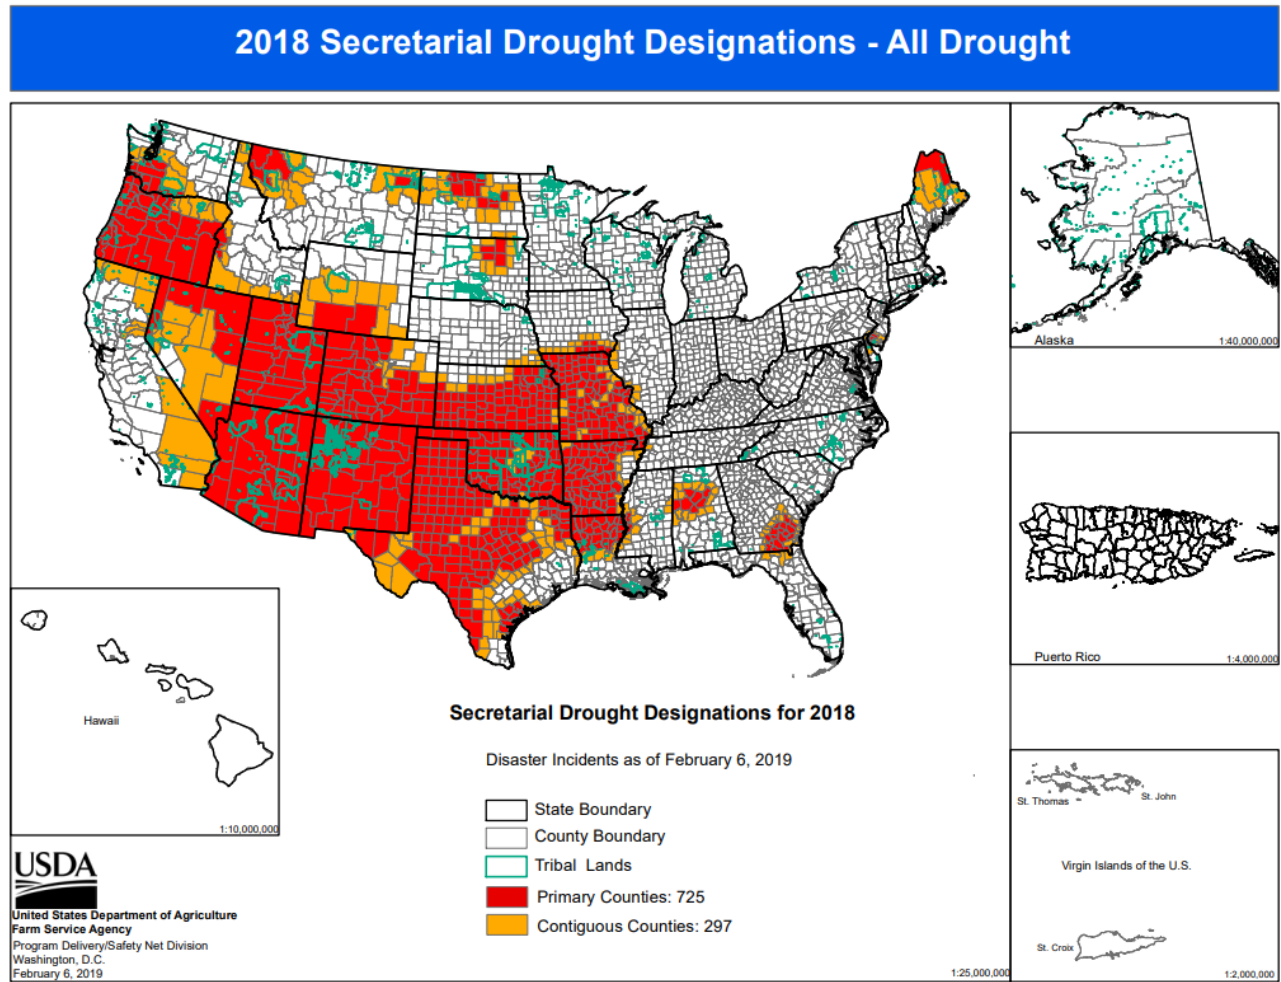 2018 Secretarial Drought Designations - All Drought
Alaska
1:40,000,000
Puerto Rico
1:4,000,000
Hawaii
1:10,000,000
Secretarial Drought Designations for 2018
Disaster Incidents as of February 6, 2019
State Boundary
County Boundary
Tribal Lands
Primary Counties: 725
Contiguous Counties: 297
St. Thomas
St. John
Virgin Islands of the U.S.
St. Croix
1:2,000,000
1:25,000,000
USDA
United States Department of Agriculture
Farm Service Agency
Program Delivery/Safety Net Division
Washington, D.C.
February 6, 2019